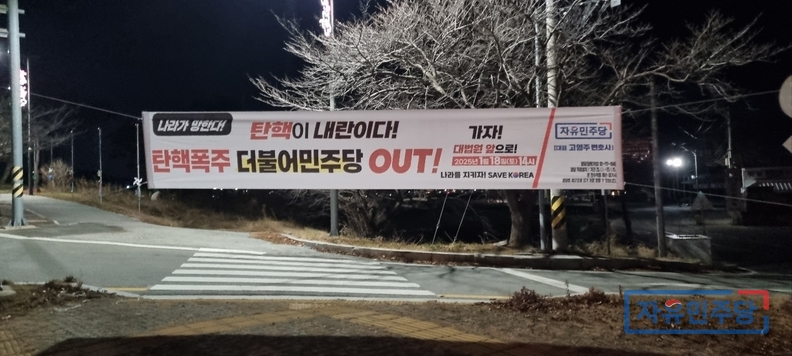 나라가 망한다!
탄핵이 내란이다!
탄핵폭주 더불어민주당 OUT!
가자!
대법원 앞으로!
2025년 1월 18일(토) 14시
나라를 지키자! SAVE KOREA
자유민주당
대표 고영주 변호사
자유민주당